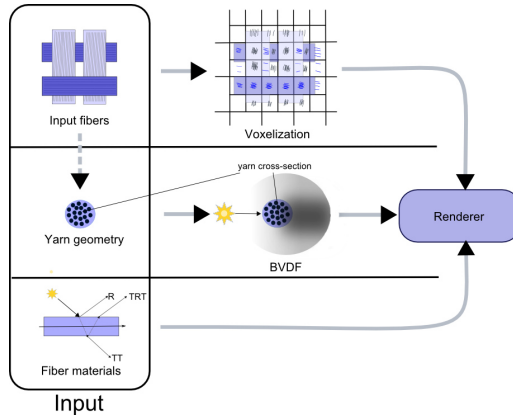 Input fibers
Voxelization
yarn cross-section
Yarn geometry
BVDF
Renderer
R
TRT
TT
Fiber materials
Input